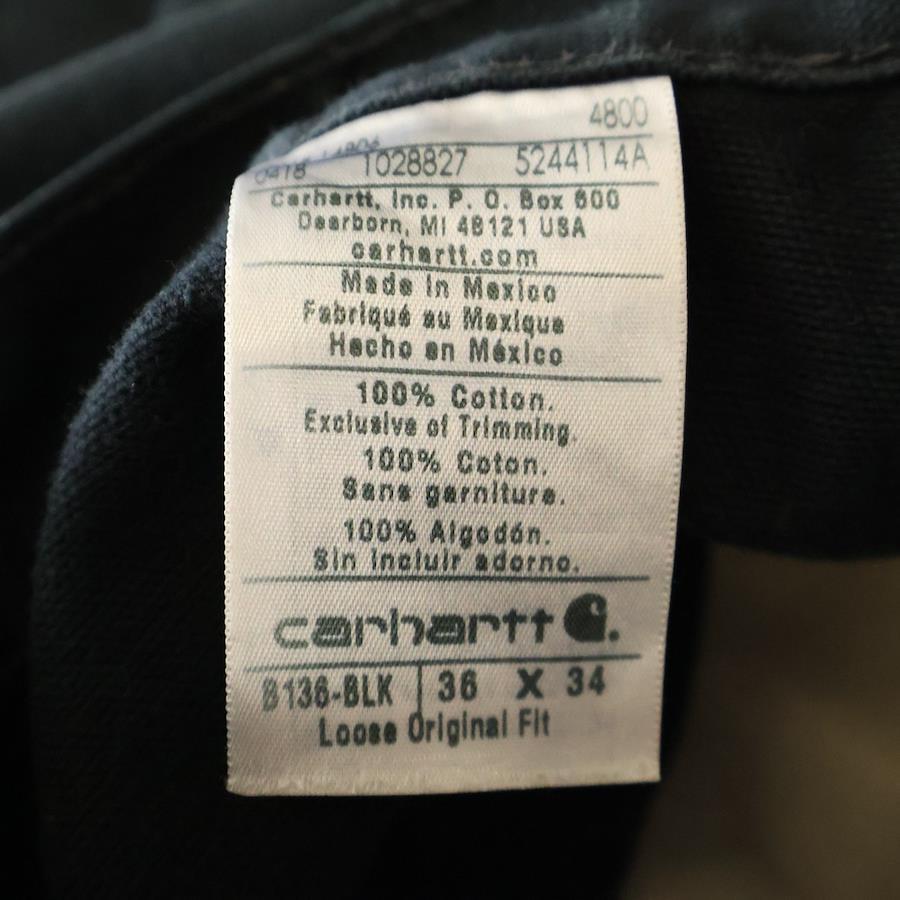 4800
0418
1028827 5244114A
Carhartt, Inc. P. O. Box 600
Dearborn, MI 48121 USA
carhartt.com
Made in Mexico
Fabriqué au Mexique
Hecho en México
100% Cotton.
Exclusive of Trimming.
100% Coton.
Sans garniture.
100% Algodón.
Sin incluir adorno.
carhartt
B136-BLK 36 X 34
Loose Original Fit